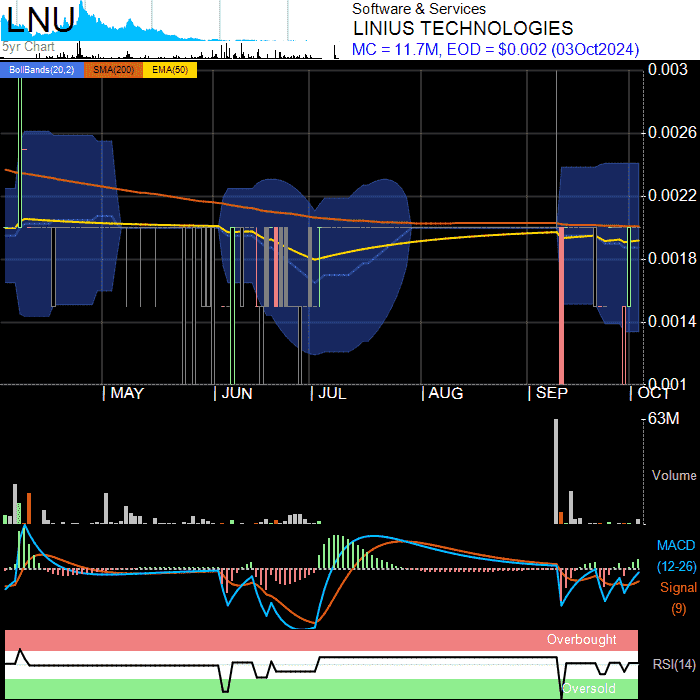 LNU
5yr Chart
Software & Services
LINIUS TECHNOLOGIES
MC = 11.7M, EOD = $0.002 (03Oct2024)
BollBands(20,2) SMA(200) EMA(50)
0.003
0.0026
0.0022
0.0018
0.0014
0.001
| MAY | JUN | JUL | AUG | SEP | OCT
63M
Volume
MACD
(12-26)
Signal
(9)
Overbought
RSI(14)
Oversold